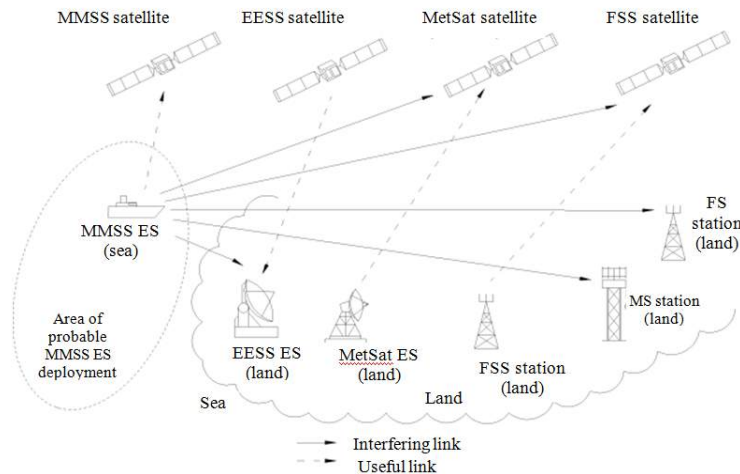 MMSS satellite
EESS satellite
MetSat satellite
FSS satellite
MMSS ES
(sea)
FS
station
(land)
MS station
(land)
Area of
probable
MMSS ES
deployment
EESS ES
(land)
MetSat ES
(land)
FSS station
(land)
Sea
Land
Interfering link
Useful link